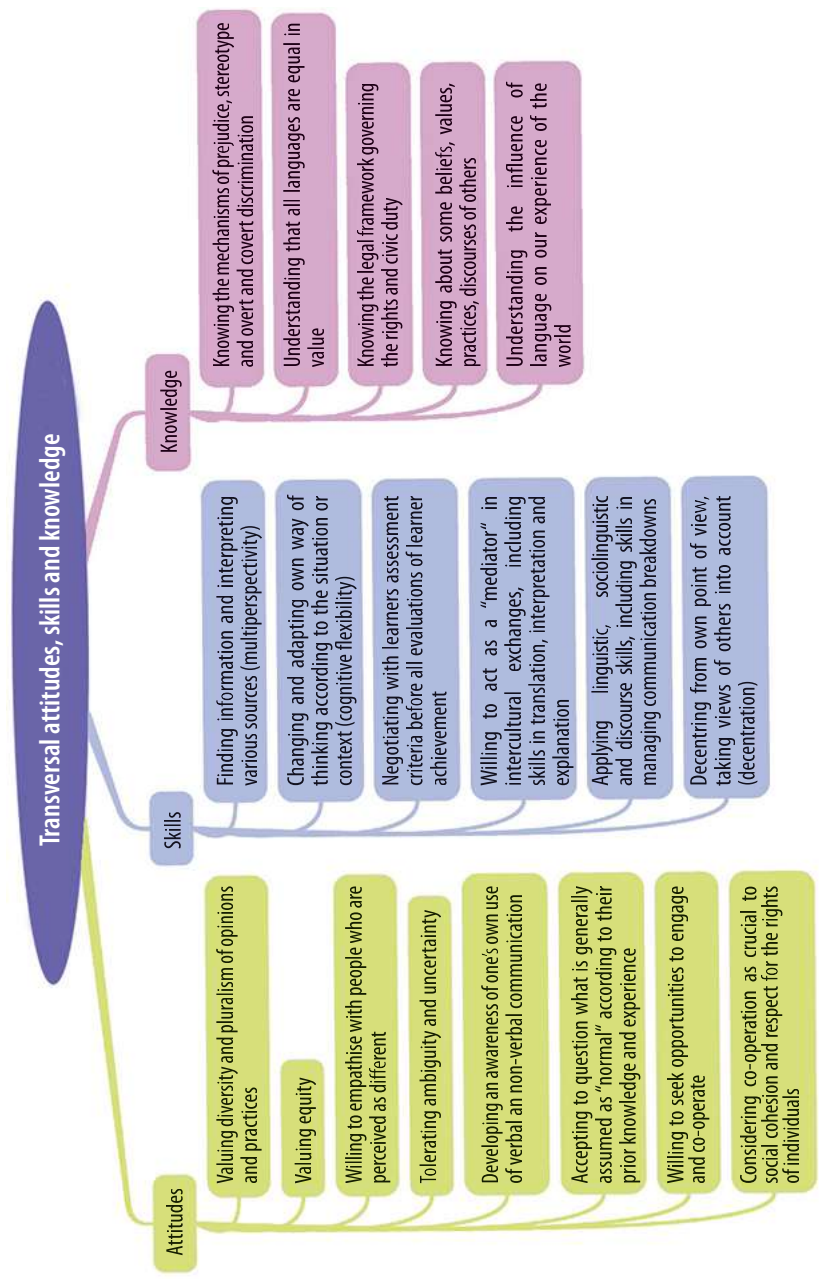 Transversal attitudes, skills and knowledge
Attitudes
Valuing diversity and pluralism of opinions
and practices
Valuing equity
Willing to empathise with people who are
perceived as different
Tolerating ambiguity and uncertainty
Developing an awareness of one's own use
of verbal an non-verbal communication
Accepting to question what is generally
assumed as "normal" according to their
prior knowledge and experience
Willing to seek opportunities to engage
and co-operate
Considering co-operation as crucial to
social cohesion and respect for the rights
of individuals
Skills
Finding information and interpreting
various sources (multiperspectivity)
Changing and adapting own way of
thinking according to the situation or
context (cognitive flexibility)
Negotiating with learners assessment
criteria before all evaluations of learner
achievement
Willing to act as a "mediator" in
intercultural exchanges, including
skills in translation, interpretation and
explanation
Applying linguistic, sociolinguistic
and discourse skills, including skills in
managing communication breakdowns
Decentring from own point of view,
taking views of others into account
(decentration)
Knowledge
Knowing the mechanisms of prejudice, stereotype
and overt and covert discrimination
Understanding that all languages are equal in
value
Knowing the legal framework governing
the rights and civic duty
Knowing about some beliefs, values,
practices, discourses of others
Understanding the influence of
language on our experience of the
world